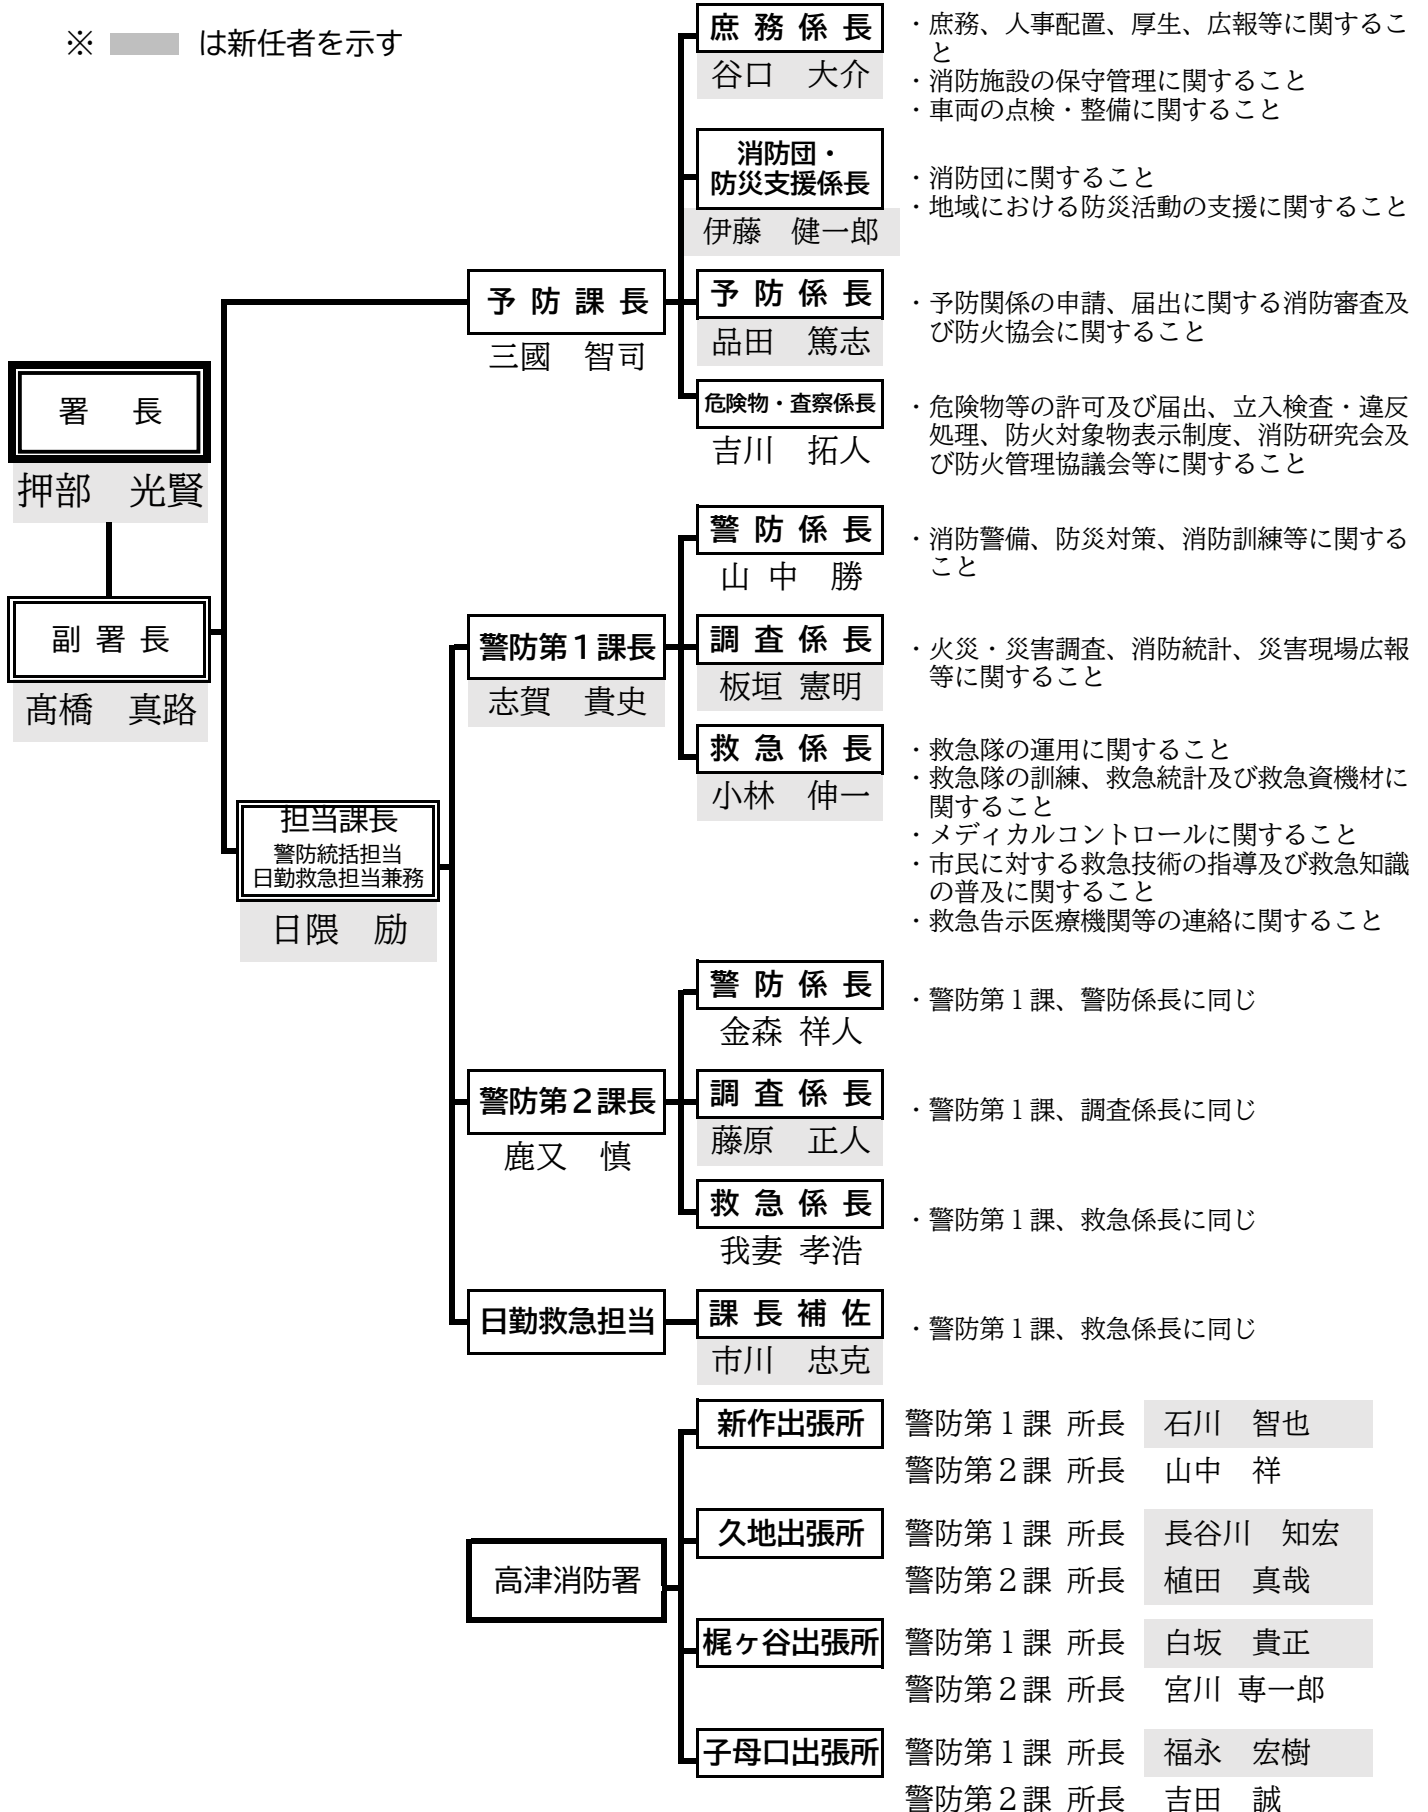 ※ は新任者を示す
署 長
押部 光賢
副 署 長
髙橋 真路
予 防 課 長
三國 智司
庶 務 係 長
谷口 大介
・庶務、人事配置、厚生、広報等に関するこ
と
・消防施設の保守管理に関すること
・車両の点検・整備に関すること
消防団・
防災支援係長
伊藤 健一郎
・消防団に関すること
・地域における防災活動の支援に関すること
予 防 係 長
品田 篤志
・予防関係の申請、届出に関する消防審査及
び防火協会に関すること
危険物・査察係長
吉川 拓人
・危険物等の許可及び届出、立入検査・違反
処理、防火対象物表示制度、消防研究会及
び防火管理協議会等に関すること
担当課長
警防統括担当
日勤救急担当兼務
日隈 励
警防第1課長
志賀 貴史
警 防 係 長
山 中 勝
・消防警備、防災対策、消防訓練等に関する
こと
調 査 係 長
板垣 憲明
・火災・災害調査、消防統計、災害現場広報
等に関すること
救 急 係 長
小林 伸一
・救急隊の運用に関すること
・救急隊の訓練、救急統計及び救急資機材に
関すること
・メディカルコントロールに関すること
・市民に対する救急技術の指導及び救急知識
の普及に関すること
・救急告示医療機関等の連絡に関すること
警防第2課長
鹿又 慎
警 防 係 長
金森 祥人
・警防第1課、警防係長に同じ
調 査 係 長
藤原 正人
・警防第1課、調査係長に同じ
救 急 係 長
我妻 孝浩
・警防第1課、救急係長に同じ
日勤救急担当
課 長 補 佐
市川 忠克
・警防第1課、救急係長に同じ
高津消防署
新作出張所
警防第1課 所長 石川 智也
警防第2課 所長 山中 祥
久地出張所
警防第1課 所長 長谷川 知宏
警防第2課 所長 植田 真哉
梶ヶ谷出張所
警防第1課 所長 白坂 貴正
警防第2課 所長 宮川 専一郎
子母口出張所
警防第1課 所長 福永 宏樹
警防第2課 所長 吉田 誠